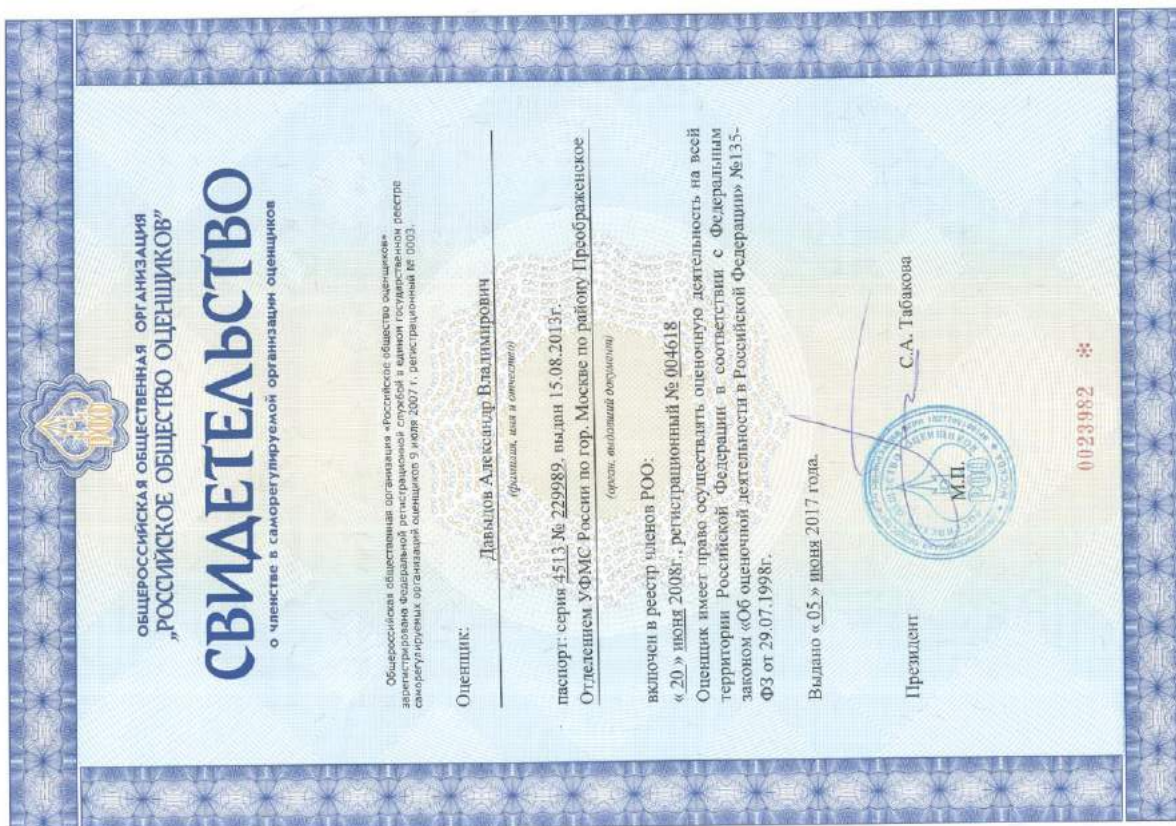 РОО
ОБЩЕРОССИЙСКАЯ ОБЩЕСТВЕННАЯ ОРГАНИЗАЦИЯ
„РОССИЙСКОЕ ОБЩЕСТВО ОЦЕНЩИКОВ”
СВИДЕТЕЛЬСТВО
о членстве в саморегулируемой организации оценщиков
Общероссийская общественная организация «Российское общество оценщиков»
зарегистрирована Федеральной регистрационной службой в едином государственном реестре
саморегулируемых организаций оценщиков 9 июля 2007 г. регистрационный № 0003.
Оценщик:
Давыдов Александр Владимирович
(фамилия, имя и отчество)
паспорт: серия 4513 № 229989, выдан 15.08.2013г.
Отделением УФМС России по гор. Москве по району Преображенское
(орган, выдавший документ)
включен в реестр членов РОО:
« 20 » июня 2008г., регистрационный № 004618
Оценщик имеет право осуществлять оценочную деятельность на всей
территории Российской Федерации в соответствии с Федеральным
законом «Об оценочной деятельности в Российской Федерации» №135-
ФЗ от 29.07.1998г.
Выдано « 05 » июня 2017 года.
Президент С.А. Табакова
М.П.
РОО
0023982 *